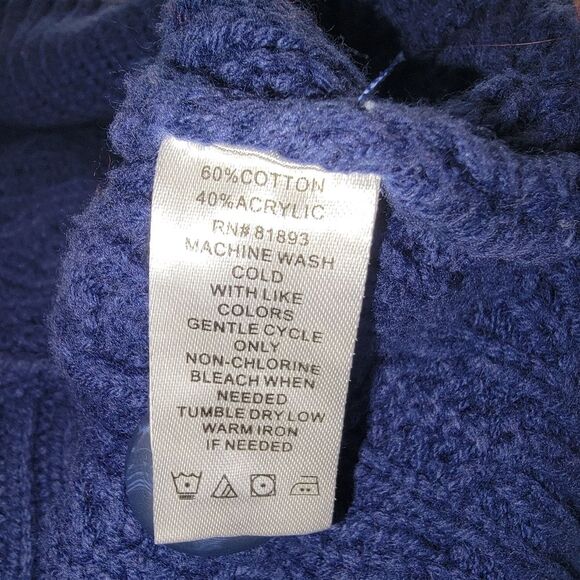 60%COTTON
40%ACRYLIC
RN#81893
MACHINE WASH
COLD
WITH LIKE
COLORS
GENTLE CYCLE
ONLY
NON-CHLORINE
BLEACH WHEN
NEEDED
TUMBLE DRY LOW
WARM IRON
IF NEEDED